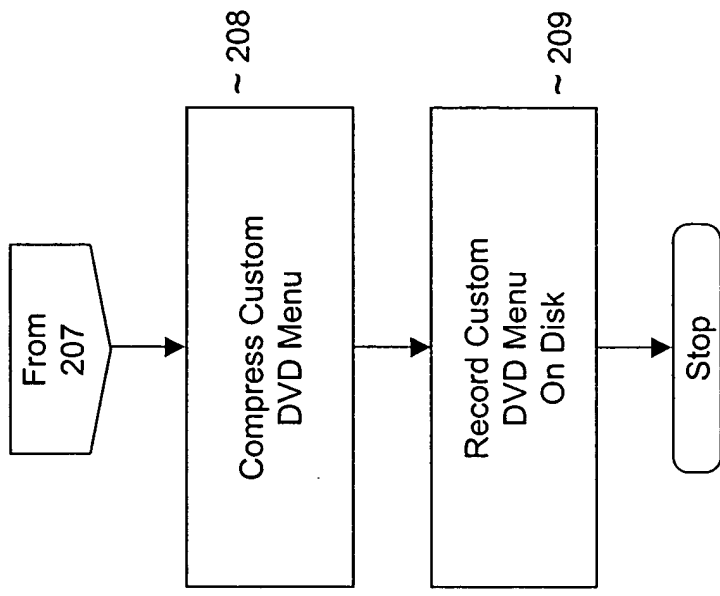 From
207
Compress Custom
DVD Menu
~ 208
Record Custom
DVD Menu
On Disk
~ 209
Stop